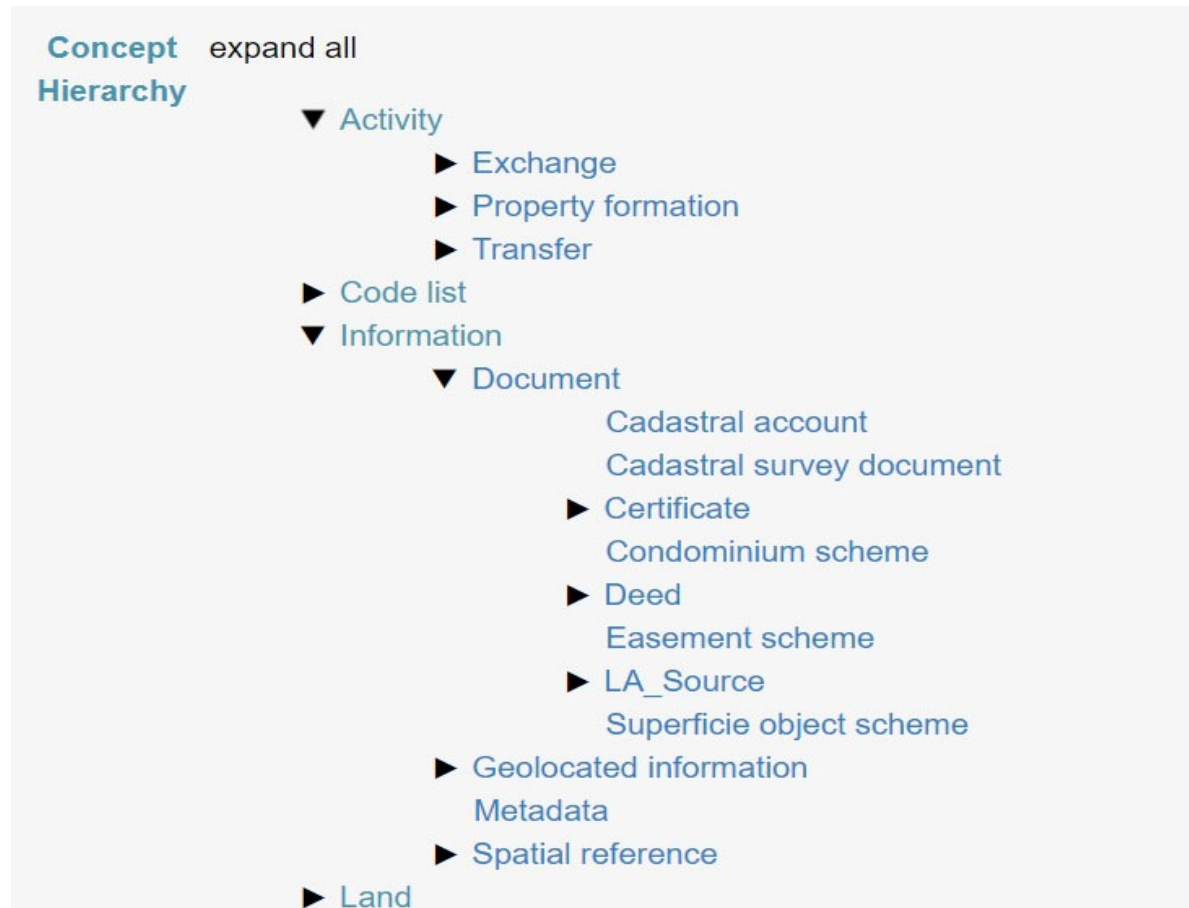 Concept expand all
Hierarchy
▼ Activity
► Exchange
► Property formation
► Transfer
► Code list
▼ Information
▼ Document
Cadastral account
Cadastral survey document
► Certificate
Condominium scheme
► Deed
Easement scheme
► LA_Source
Superficie object scheme
► Geolocated information
Metadata
► Spatial reference
► Land